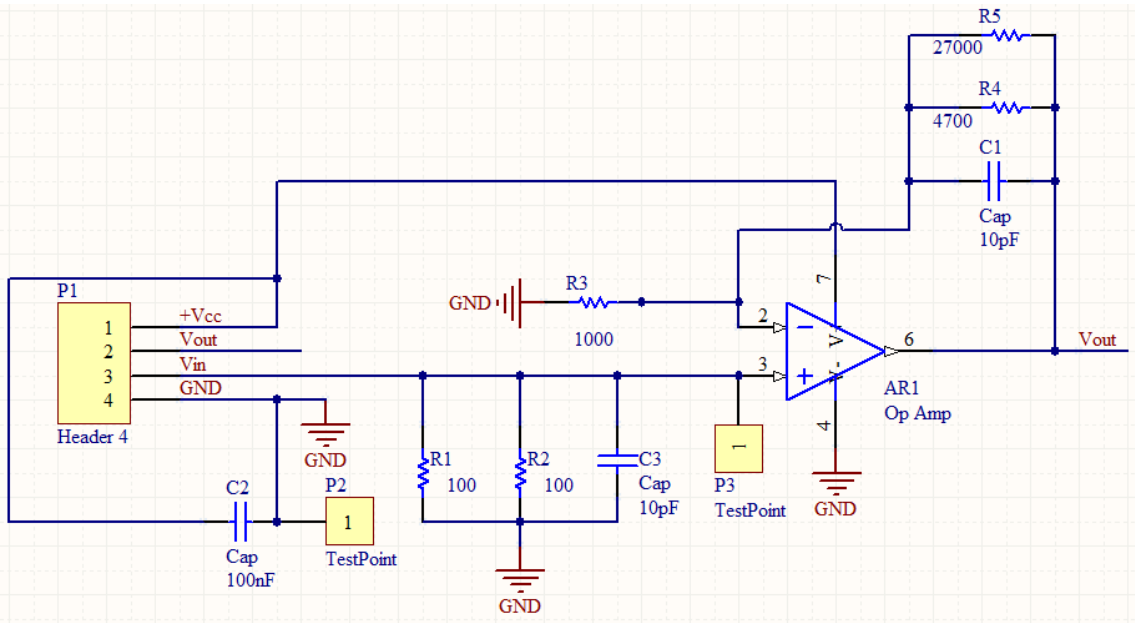 R5
27000
R4
4700
C1
Cap
10pF
P1
1
+Vcc
2
Vout
3
Vin
4
GND
Header 4
GND
R3
1000
GND
7
2
V+
3
V-
4
6
Vout
AR1
Op Amp
GND
R1
100
R2
100
C3
Cap
10pF
1
P3
TestPoint
C2
Cap
100nF
P2
1
TestPoint
GND